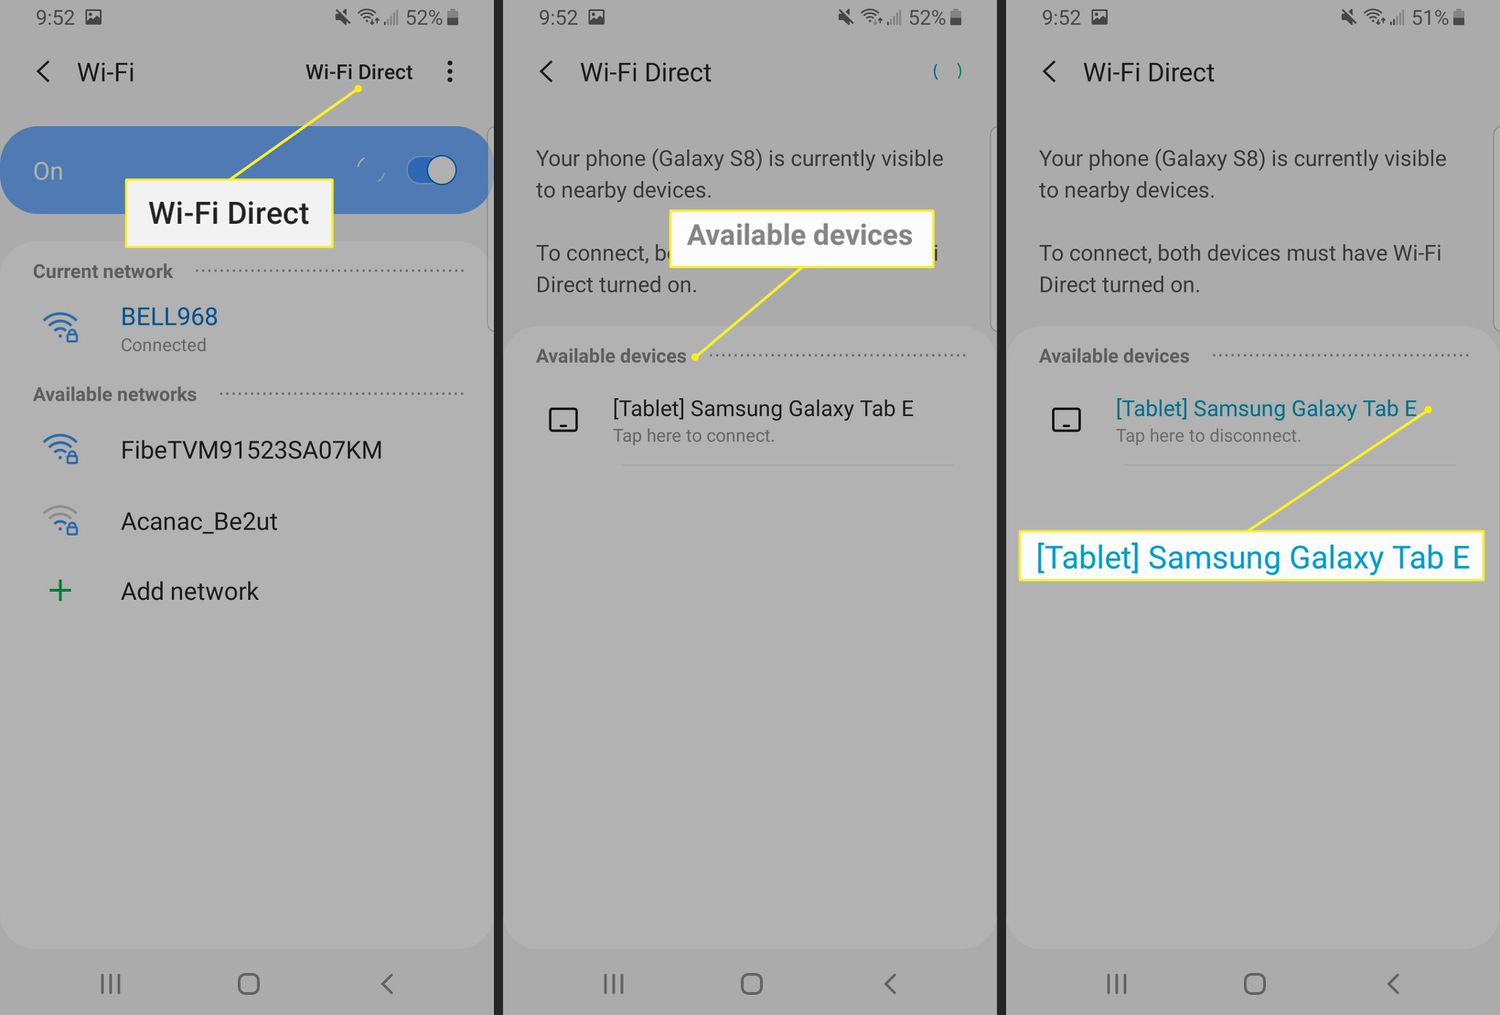 9:52 52%
Wi-Fi Wi-Fi Direct
On
Wi-Fi Direct
Current network
BELL968
Connected
Available networks
FibeTVM91523SA07KM
Acanac_Be2ut
Add network
9:52 52%
Wi-Fi Direct
Your phone (Galaxy S8) is currently visible
to nearby devices.
Available devices
To connect, b i
Direct turned on.
Available devices
[Tablet] Samsung Galaxy Tab E
Tap here to connect.
9:52 51%
Wi-Fi Direct
Your phone (Galaxy S8) is currently visible
to nearby devices.
To connect, both devices must have Wi-Fi
Direct turned on.
Available devices
[Tablet] Samsung Galaxy Tab E
Tap here to disconnect.
[Tablet] Samsung Galaxy Tab E